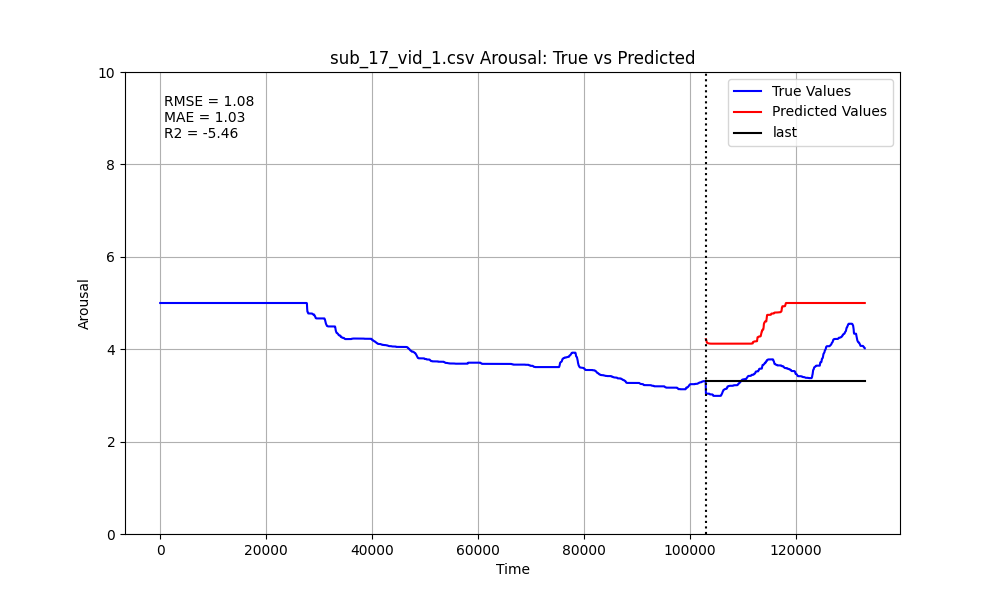 sub_17_vid_1.csv Arousal: True vs Predicted
RMSE = 1.08
MAE = 1.03
R2 = -5.46
True Values
Predicted Values
last
Arousal
10
8
6
4
2
0
0 20000 40000 60000 80000 100000 120000
Time